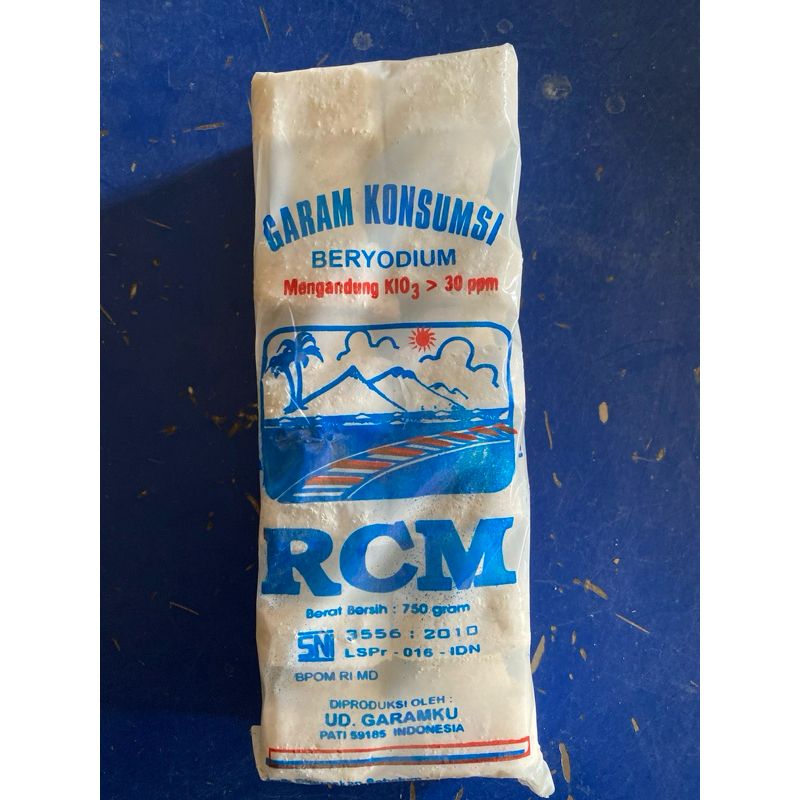 GARAM KONSUMSI
BERYODIUM
Mengandung KIO3 > 30 ppm
RCM
Berat Bersih : 750 gram
SNI 3556 : 2010
LSPr - 016 - IDN
BPOM RI MD
DIPRODUKSI OLEH :
UD. GARAMKU
PATI 59185 INDONESIA